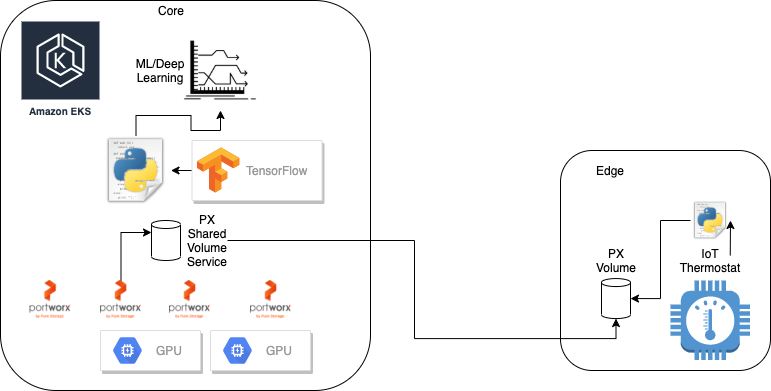 Core
Amazon EKS
ML/Deep
Learning
TensorFlow
PX
Shared
Volume
Service
portworx
by Pure Storage
portworx
by Pure Storage
portworx
by Pure Storage
portworx
by Pure Storage
GPU
GPU
Edge
PX
Volume
IoT
Thermostat